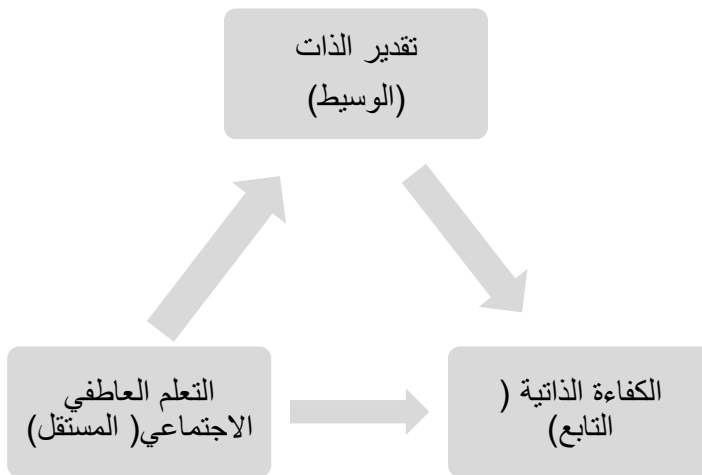 تقدير الذات
(الوسيط)
التعلم العاطفي
الاجتماعي( المستقل)
الكفاءة الذاتية (
التابع)